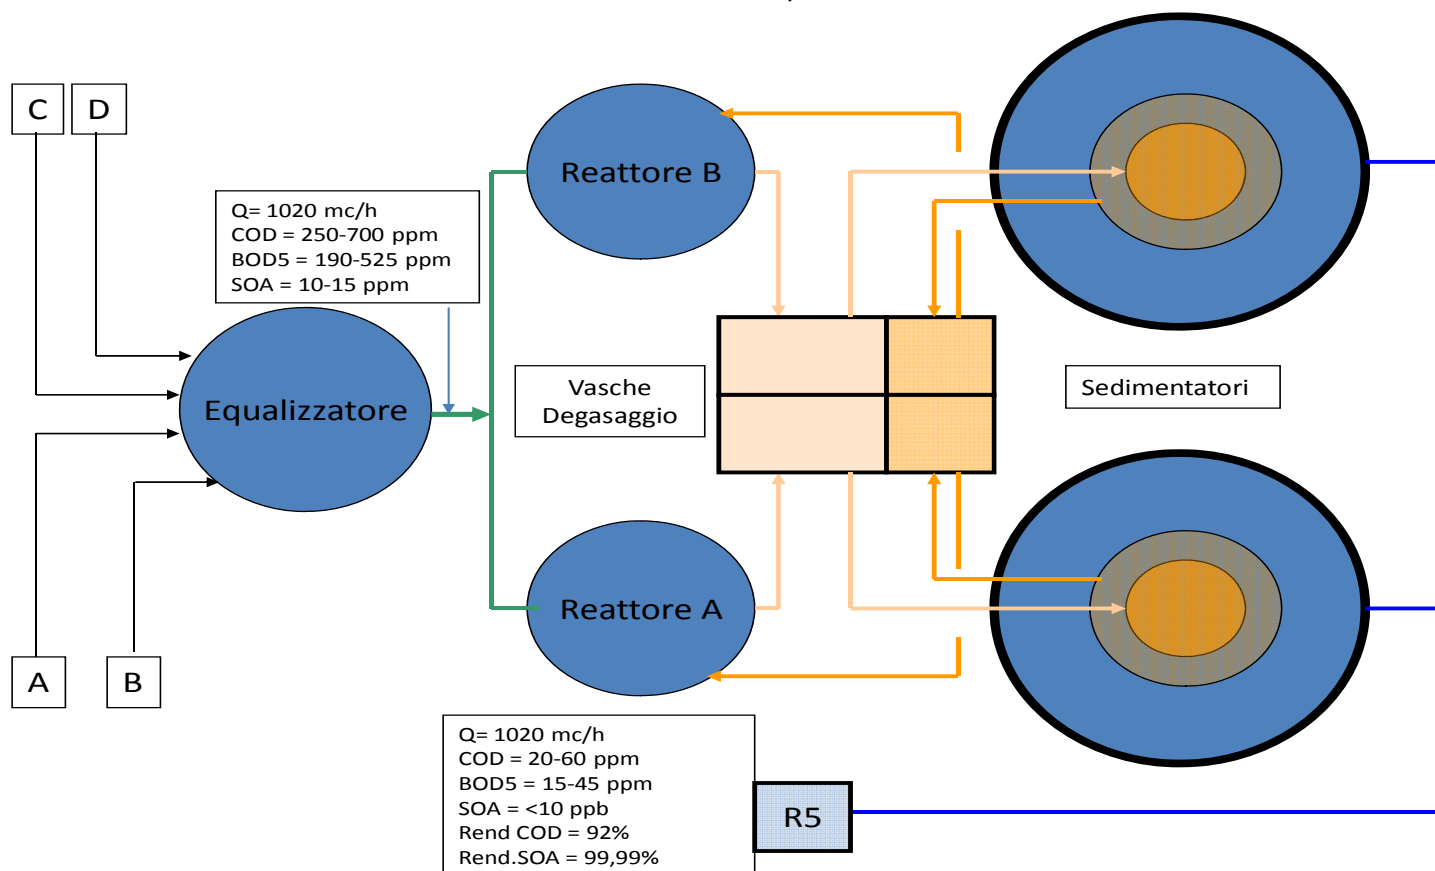 C
D
Reattore B
Q= 1020 mc/h
COD = 250-700 ppm
BOD5 = 190-525 ppm
SOA = 10-15 ppm
Equalizzatore
Vasche
Degasaggio
Sedimentatori
Reattore A
A
B
Q= 1020 mc/h
COD = 20-60 ppm
BOD5 = 15-45 ppm
SOA = <10 ppb
Rend COD = 92%
Rend.SOA = 99,99%
R5